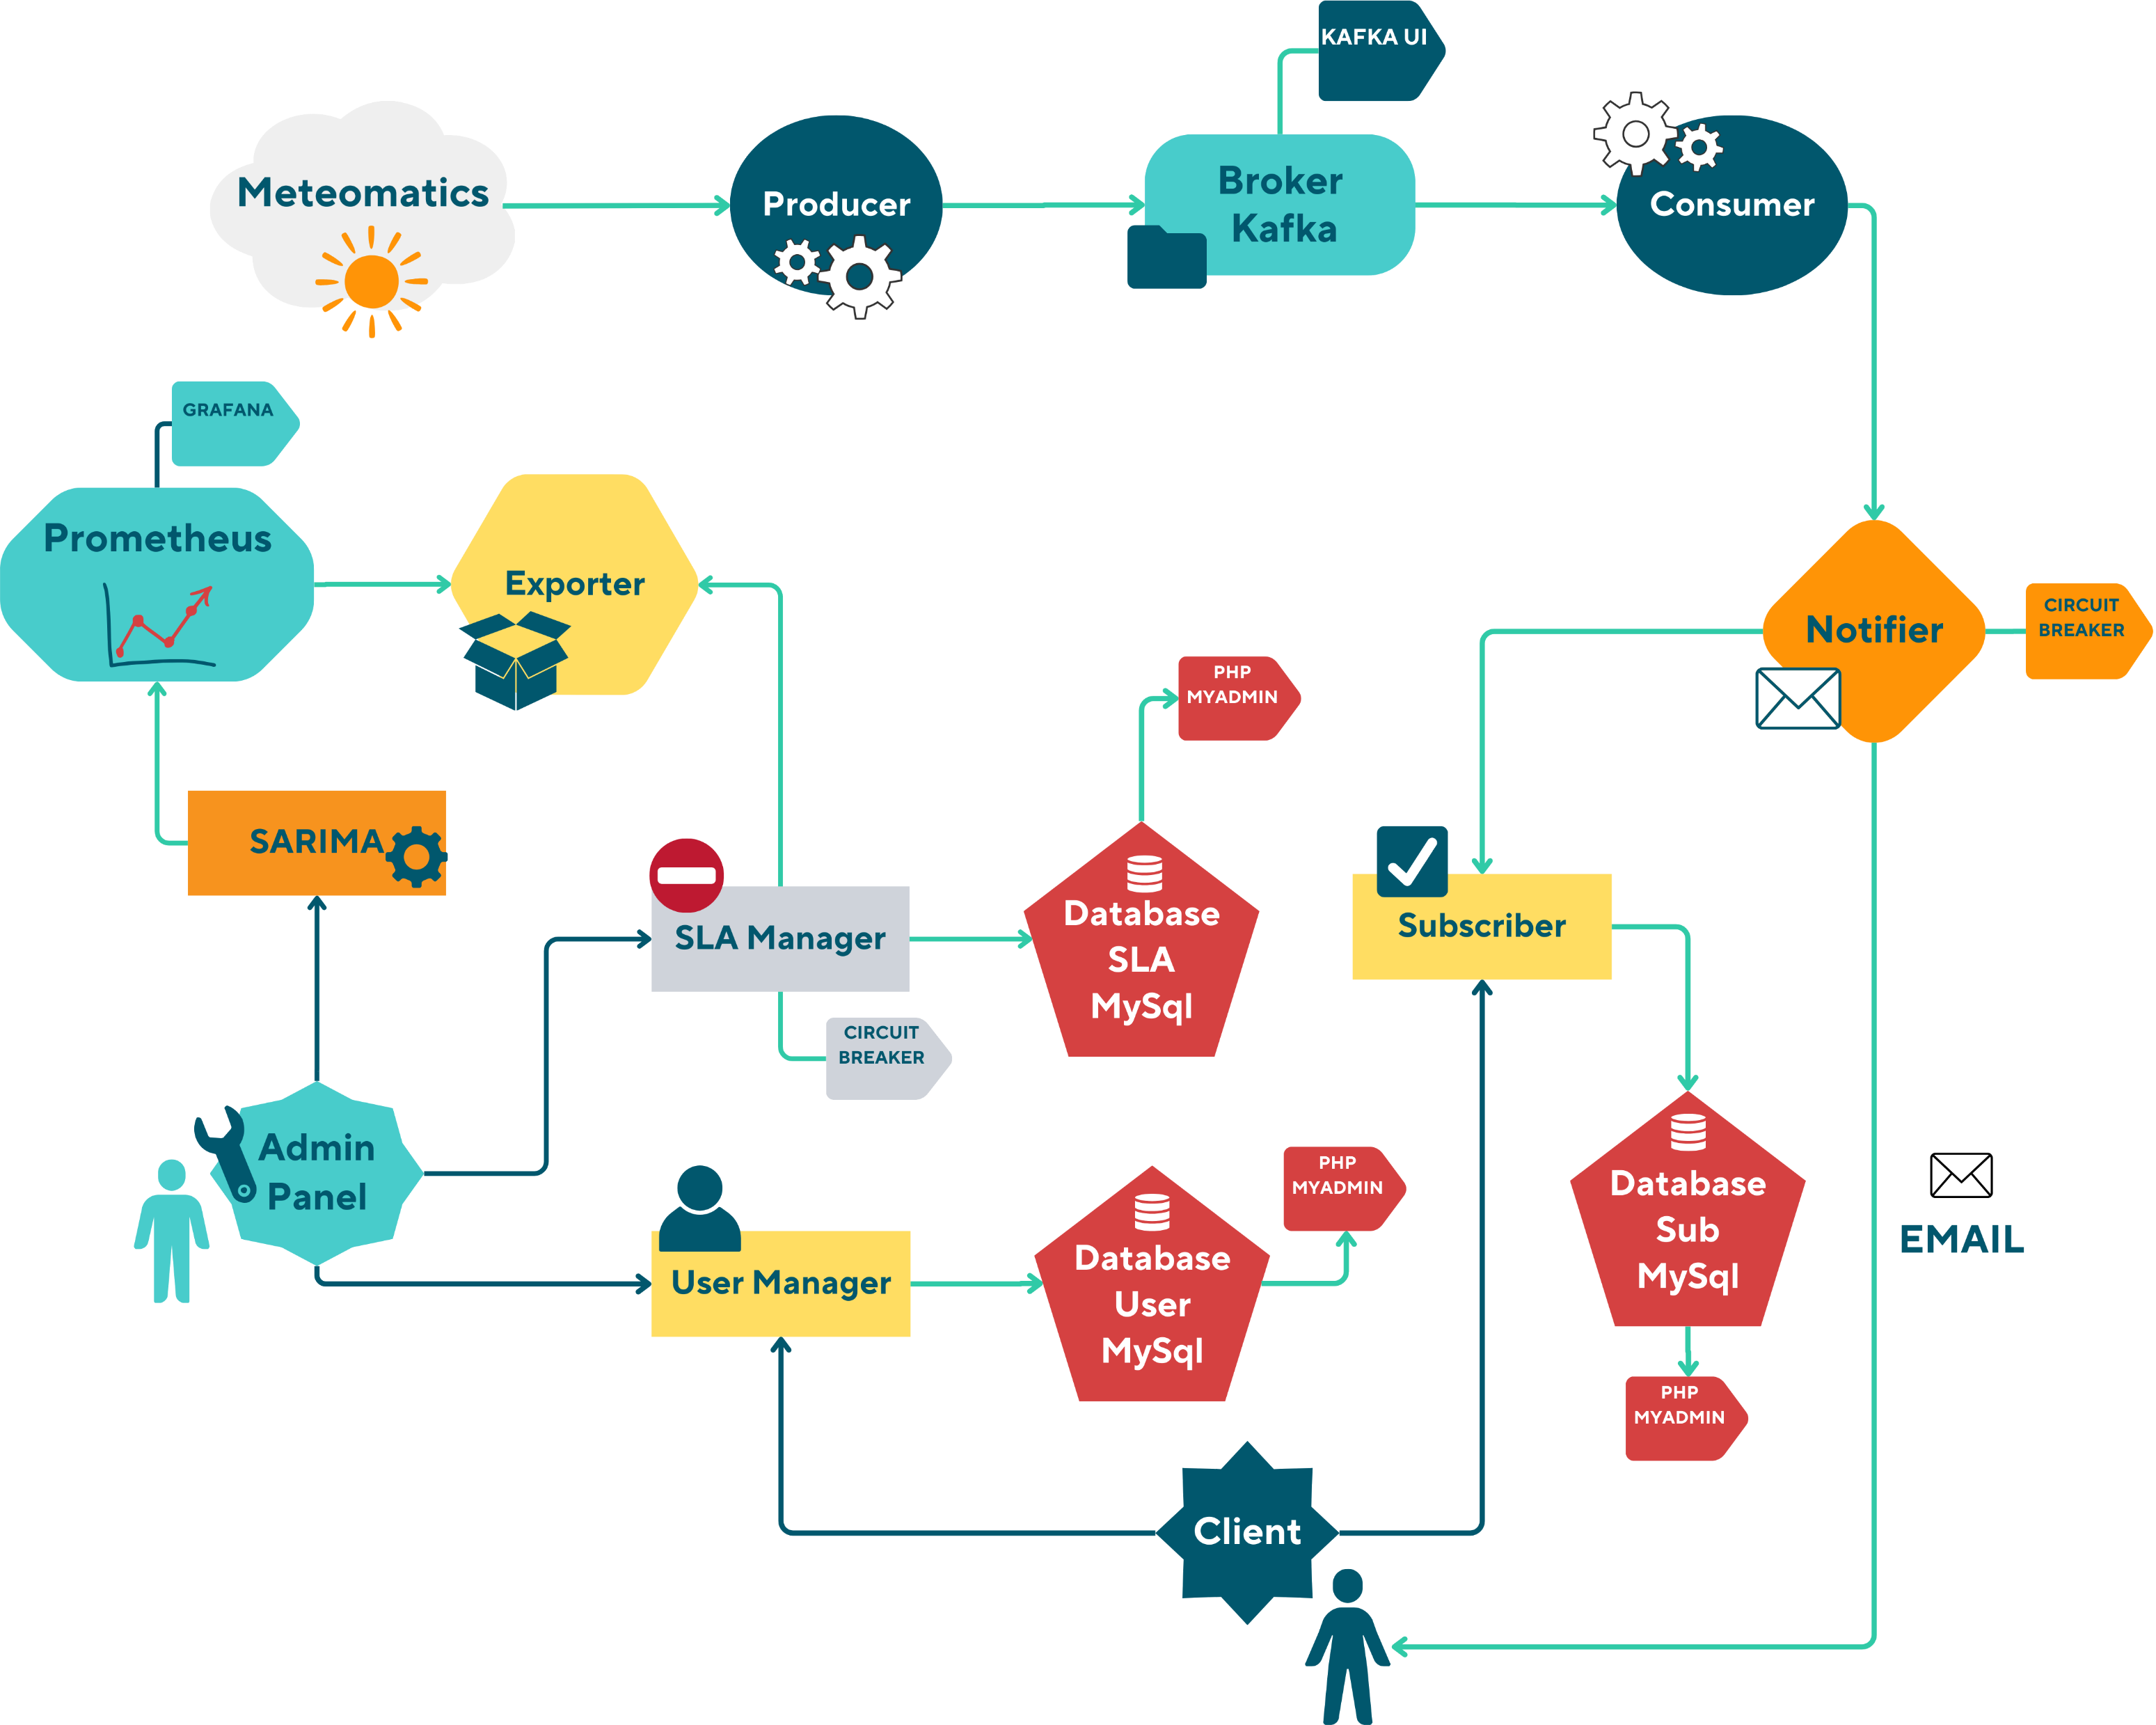 KAFKA UI
Meteomatics
Producer
Broker
Kafka
Consumer
GRAFANA
Prometheus
Exporter
Notifier
CIRCUIT
BREAKER
PHP
MYADMIN
SARIMA
SLA Manager
Database
SLA
MySql
Subscriber
CIRCUIT
BREAKER
Admin
Panel
User Manager
Database
User
MySql
PHP
MYADMIN
Database
Sub
MySql
EMAIL
PHP
MYADMIN
Client